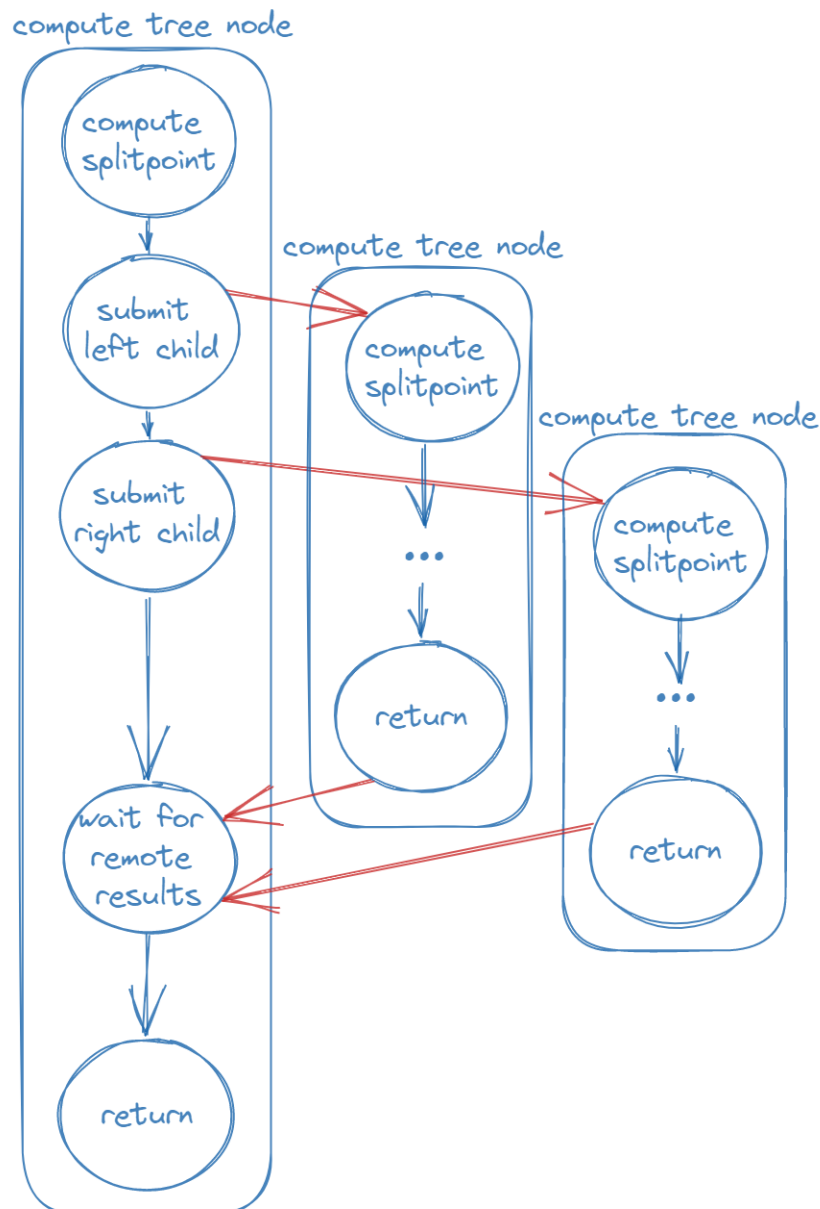 compute tree node
compute
splitpoint
submit
left child
submit
right child
wait for
remote
results
return
compute tree node
compute
splitpoint
...
return
compute tree node
compute
splitpoint
...
return